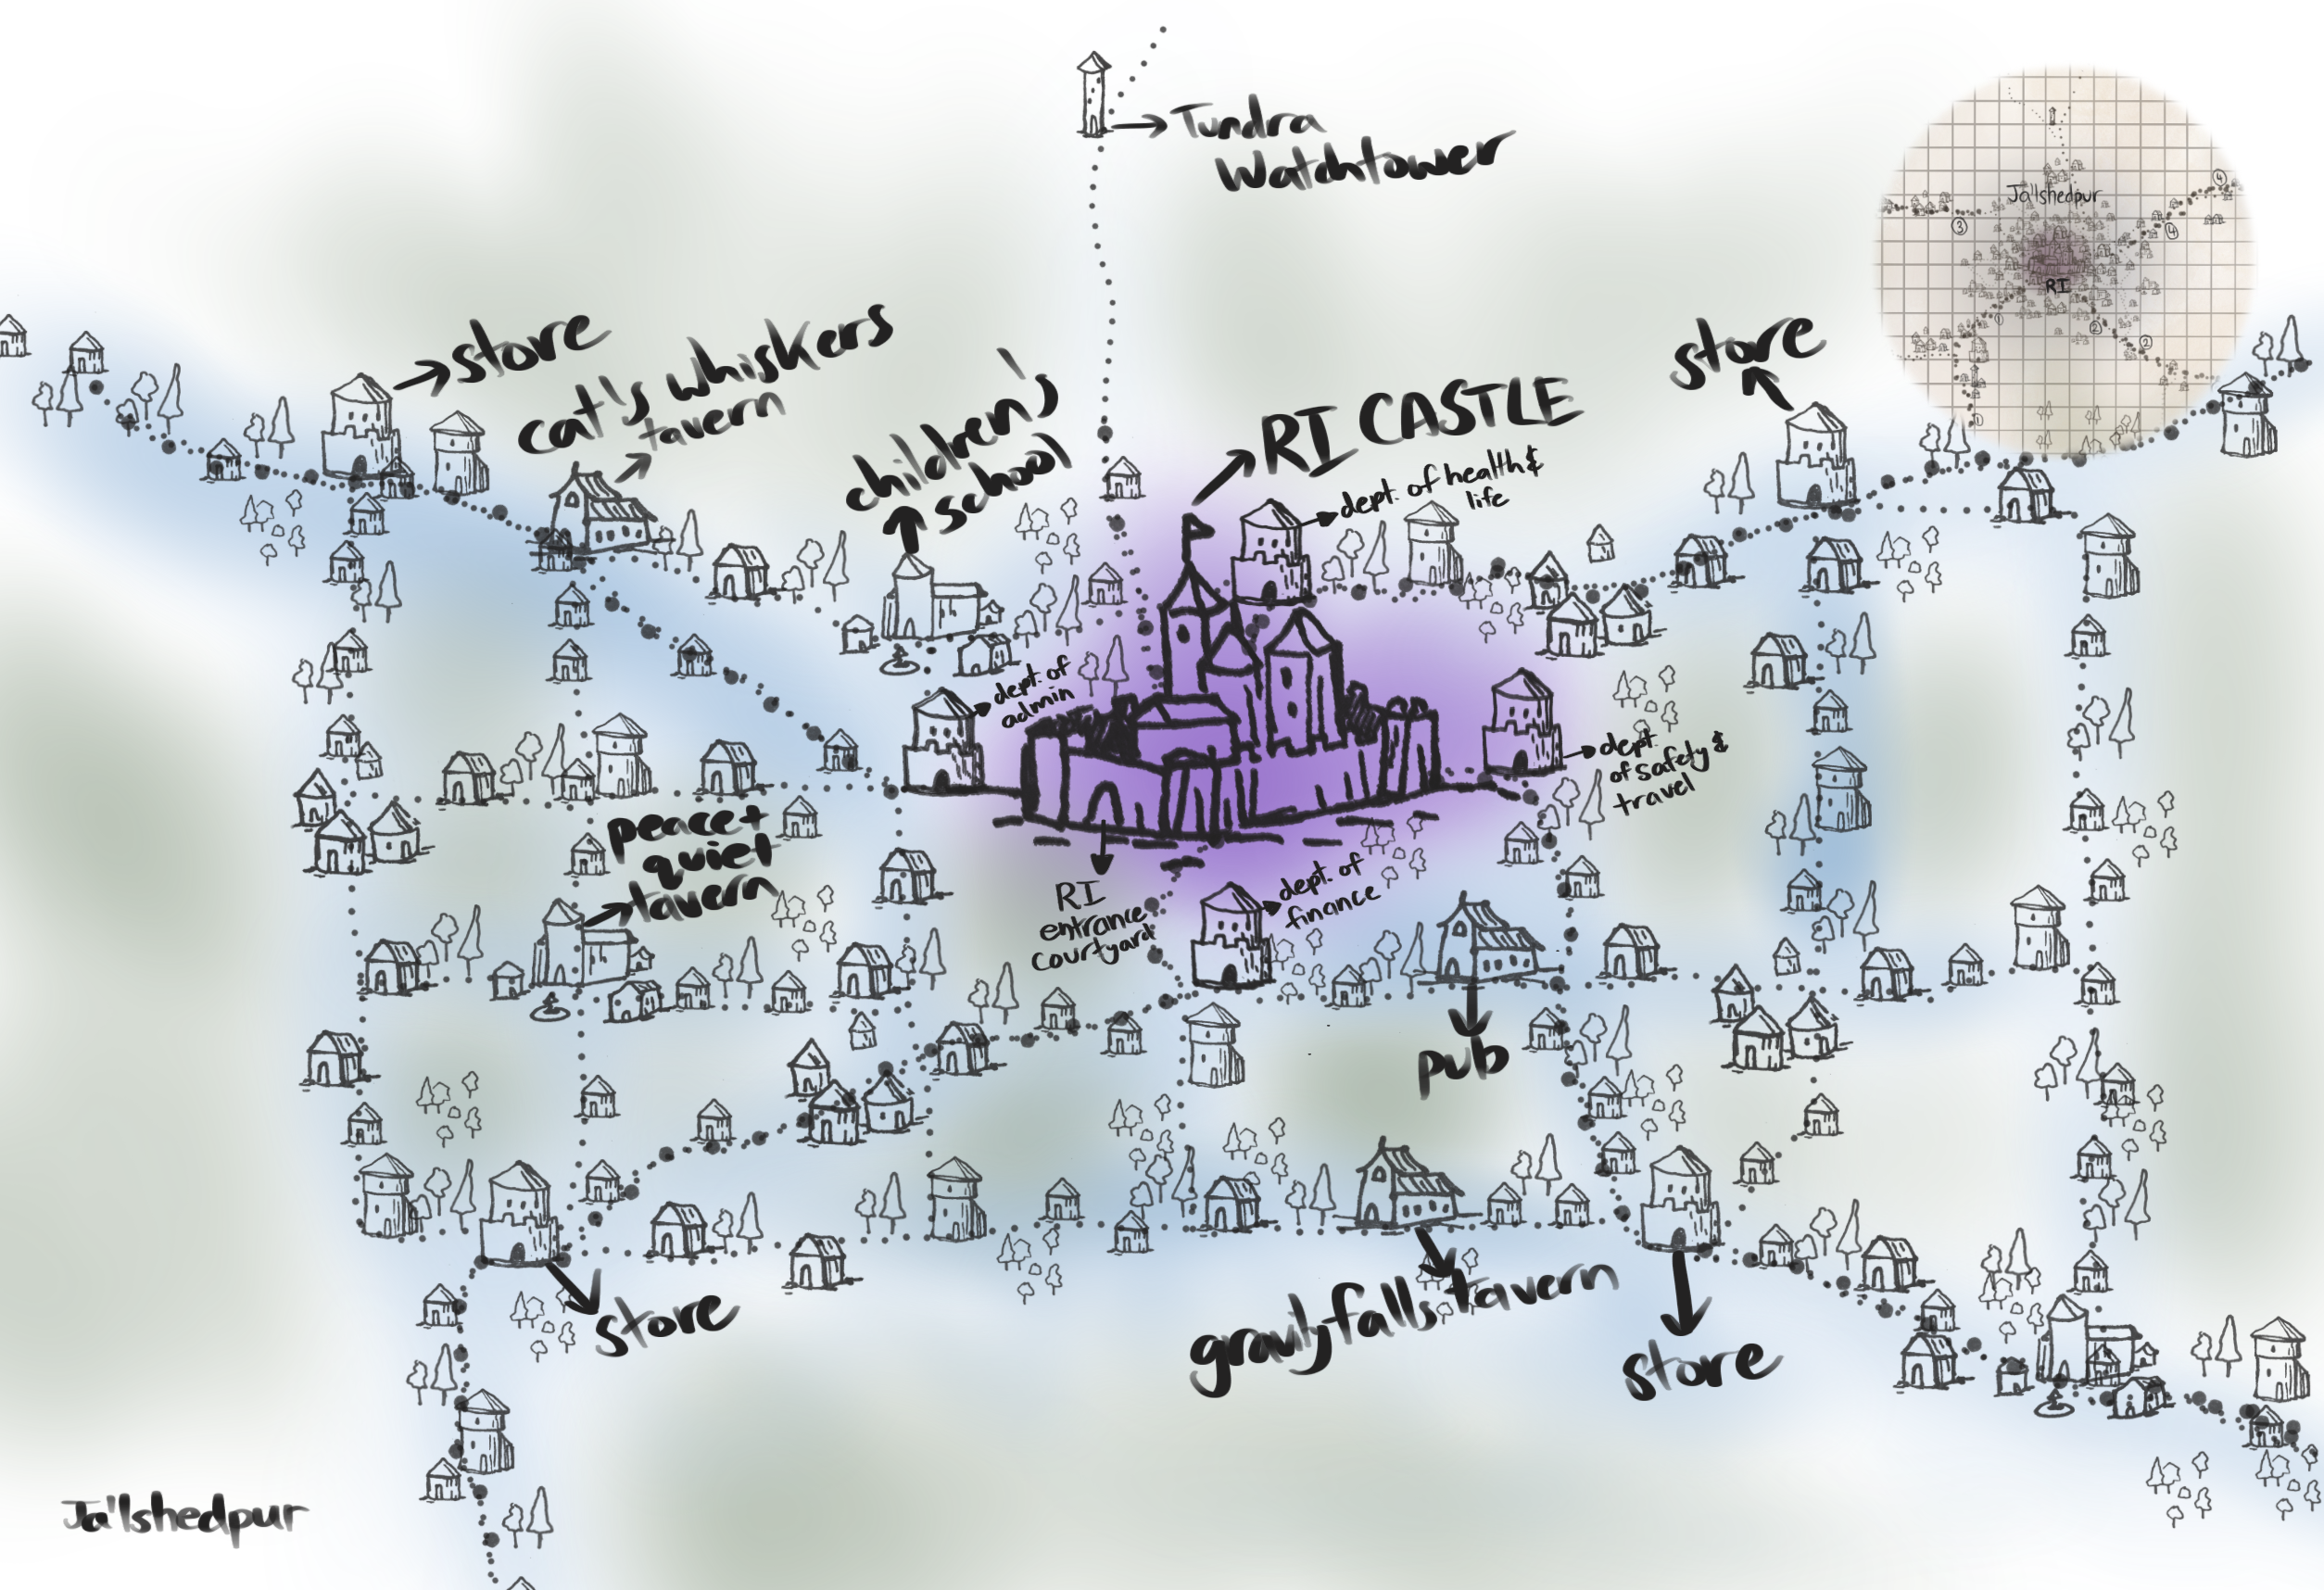 Tundra
Watchtower
Ja'lshedpur
4
3
4
RI
1
2
2
1
store
cat's whiskers
tavern
children's
school
RI CASTLE
dept. of health &
life
store
dept. of
admin
dept.
of safety &
travel
peace +
quiet
tavern
RI
entrance
courtyard
dept. of
finance
pub
store
gravityfalls tavern
store
Ja'lshedpur